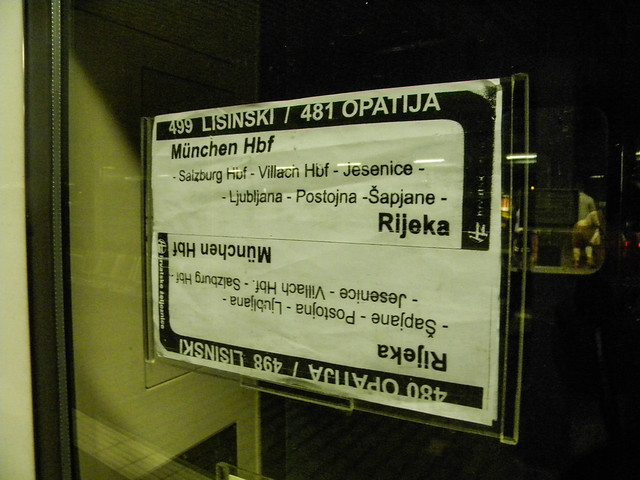 499 LISINSKI / 481 OPATIJA
München Hbf
- Salzburg Hbf - Villach Hbf - Jesenice -
- Ljubljana - Postojna -Šapjane -
Rijeka
480 OPATIJA / 498 LISINSKI
Rijeka
- Šapjane - Postojna - Ljubljana -
- Jesenice - Villach Hbf. - Salzburg Hbf -
München Hbf